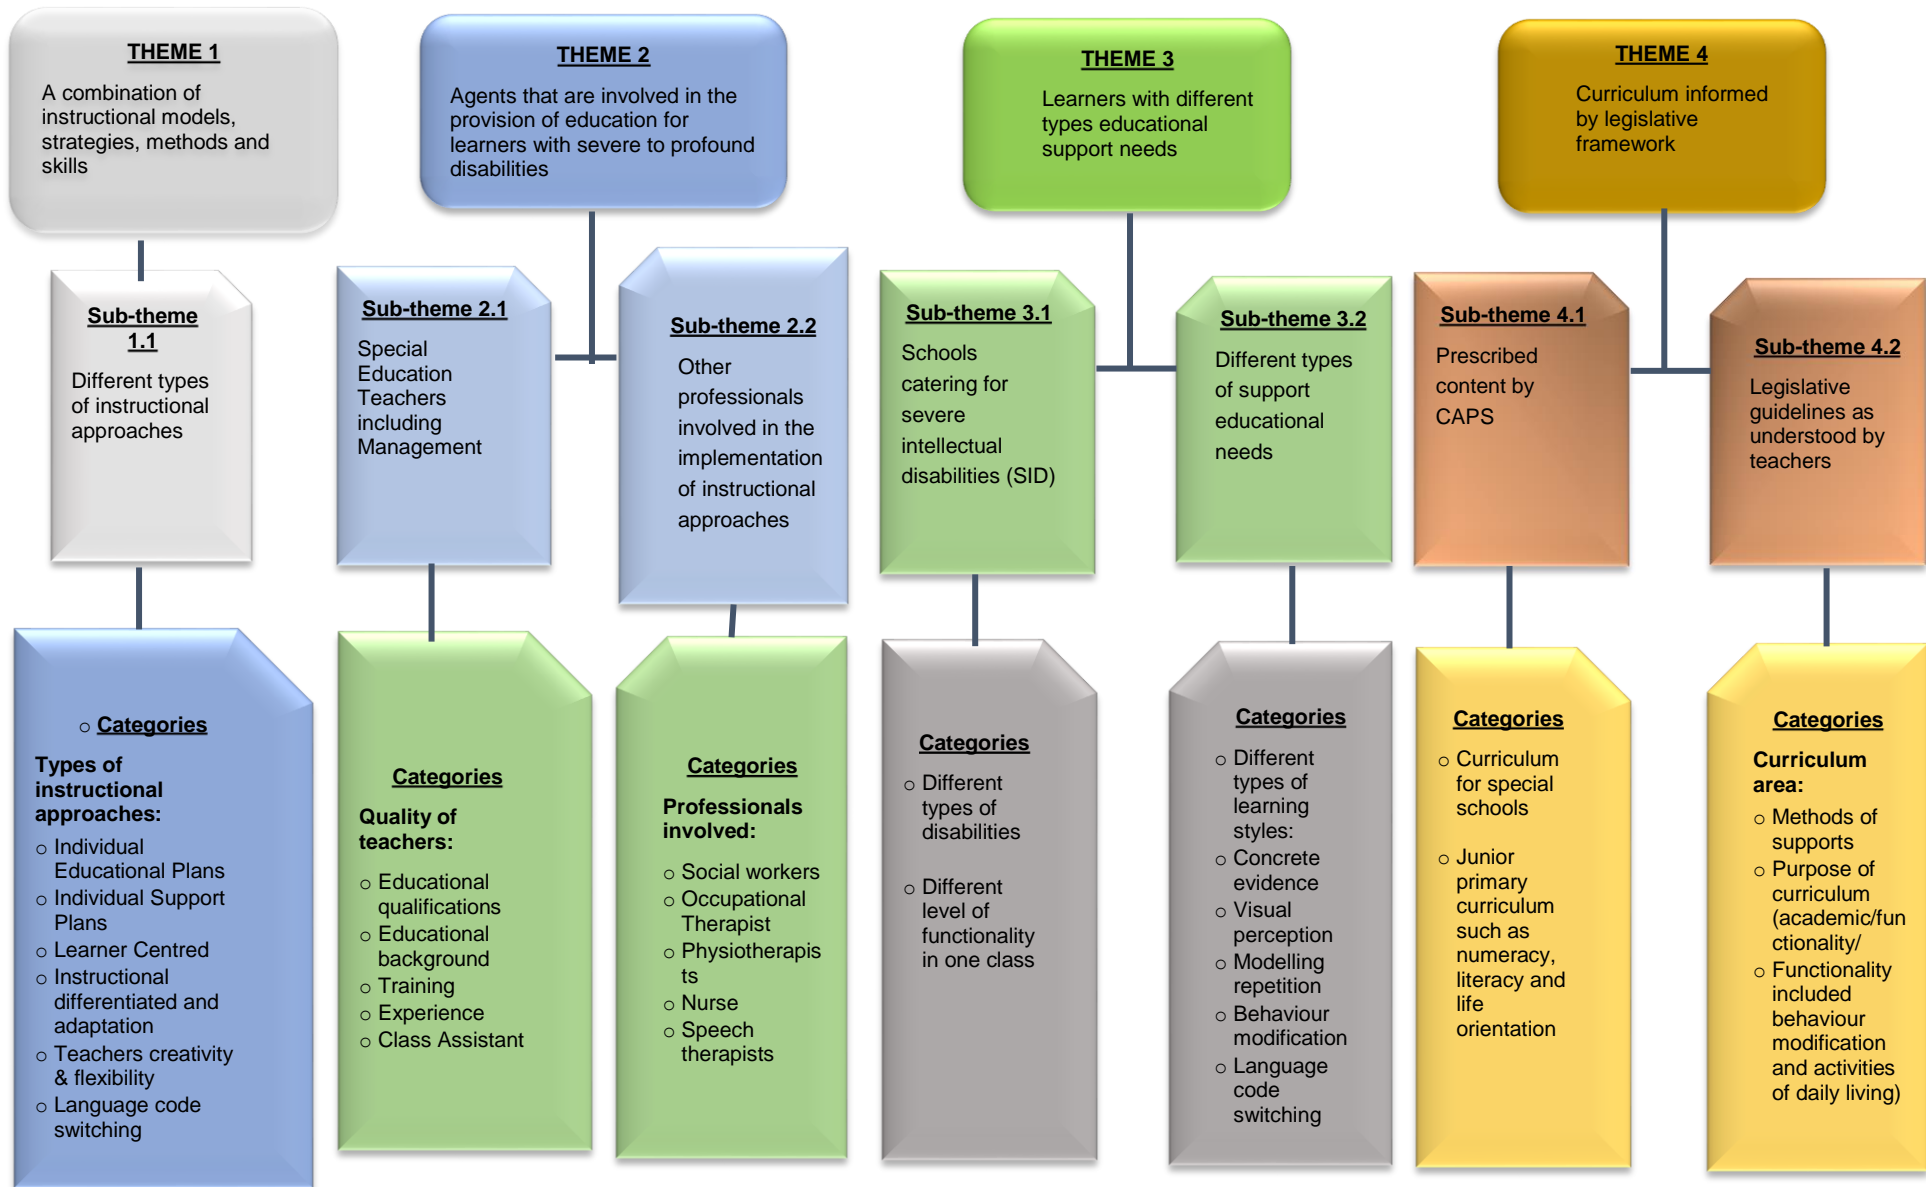 THEME 1
A combination of
instructional models,
strategies, methods and
skills
THEME 2
Agents that are involved in the
provision of education for
learners with severe to profound
disabilities
THEME 3
Learners with different
types educational
support needs
THEME 4
Curriculum informed
by legislative
framework
Sub-theme
1.1
Different types
of instructional
approaches
Sub-theme 2.1
Special
Education
Teachers
including
Management
Sub-theme 2.2
Other
professionals
involved in the
implementation
of instructional
approaches
Sub-theme 3.1
Schools
catering for
severe
intellectual
disabilities (SID)
Sub-theme 3.2
Different types
of support
educational
needs
Sub-theme 4.1
Prescribed
content by
CAPS
Sub-theme 4.2
Legislative
guidelines as
understood by
teachers
○ Categories
Types of
instructional
approaches:
○ Individual
Educational Plans
○ Individual Support
Plans
○ Learner Centred
○ Instructional
differentiated and
adaptation
○ Teachers creativity
& flexibility
○ Language code
switching
Categories
Quality of
teachers:
○ Educational
qualifications
○ Educational
background
○ Training
○ Experience
○ Class Assistant
Categories
Professionals
involved:
○ Social workers
○ Occupational
Therapist
○ Physiotherapis
ts
○ Nurse
○ Speech
therapists
Categories
○ Different
types of
disabilities
○ Different
level of
functionality
in one class
Categories
○ Different
types of
learning
styles:
○ Concrete
evidence
○ Visual
perception
○ Modelling
repetition
○ Behaviour
modification
○ Language
code
switching
Categories
○ Curriculum
for special
schools
○ Junior
primary
curriculum
such as
numeracy,
literacy and
life
orientation
Categories
Curriculum
area:
○ Methods of
supports
○ Purpose of
curriculum
(academic/fun
ctionality/
○ Functionality
included
behaviour
modification
and activities
of daily living)